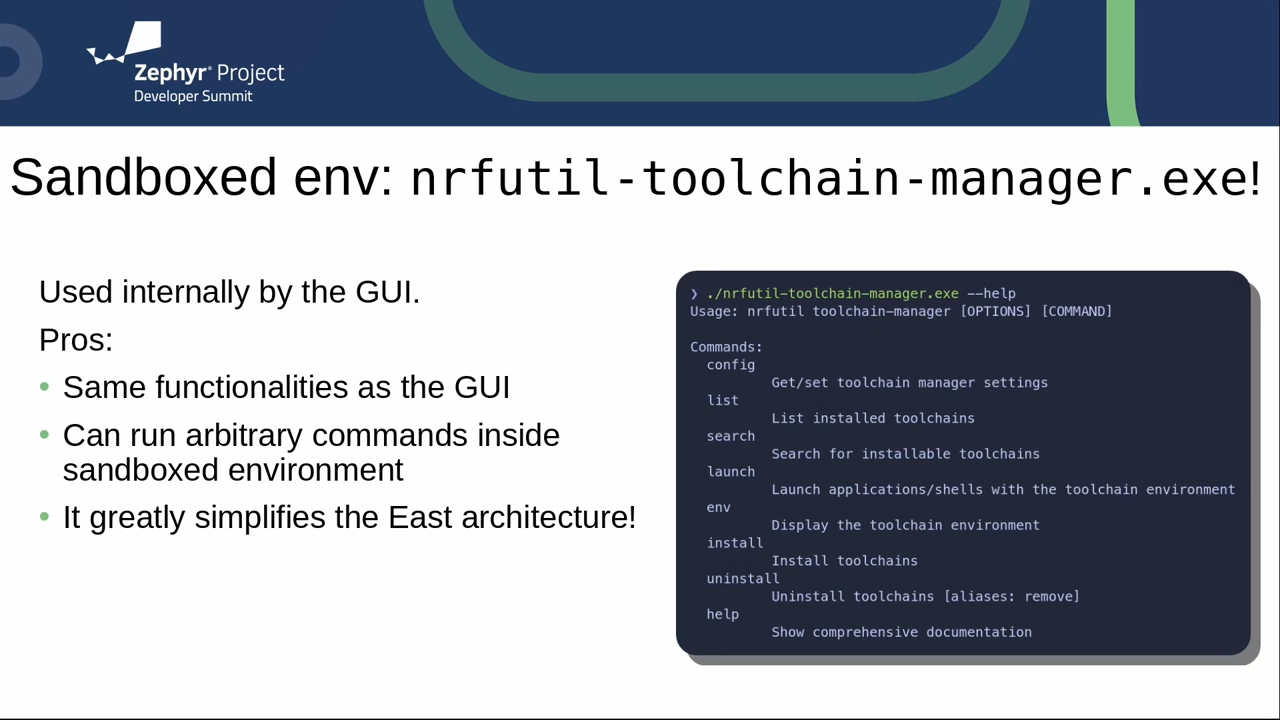 Zephyr® Project
Developer Summit
Sandboxed env: nrfutil-toolchain-manager.exe!
Used internally by the GUI.
Pros:
• Same functionalities as the GUI
• Can run arbitrary commands inside
sandboxed environment
• It greatly simplifies the East architecture!
❯ ./nrfutil-toolchain-manager.exe --help
Usage: nrfutil toolchain-manager [OPTIONS] [COMMAND]
Commands:
config
Get/set toolchain manager settings
list
List installed toolchains
search
Search for installable toolchains
launch
Launch applications/shells with the toolchain environment
env
Display the toolchain environment
install
Install toolchains
uninstall
Uninstall toolchains [aliases: remove]
help
Show comprehensive documentation